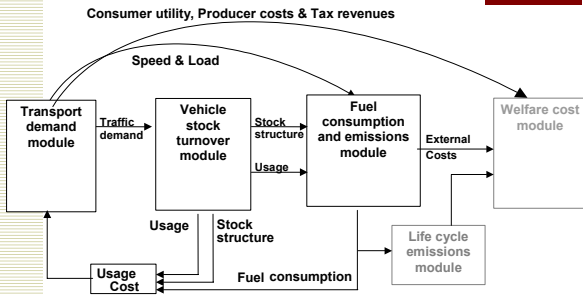 Consumer utility, Producer costs & Tax revenues
Speed & Load
Transport
demand
module
Traffic
demand
Vehicle
stock
turnover
module
Stock
structure
Usage
Fuel
consumption
and emissions
module
External
Costs
Welfare cost
module
Usage
Stock
structure
Life cycle
emissions
module
Usage
Cost
Fuel consumption